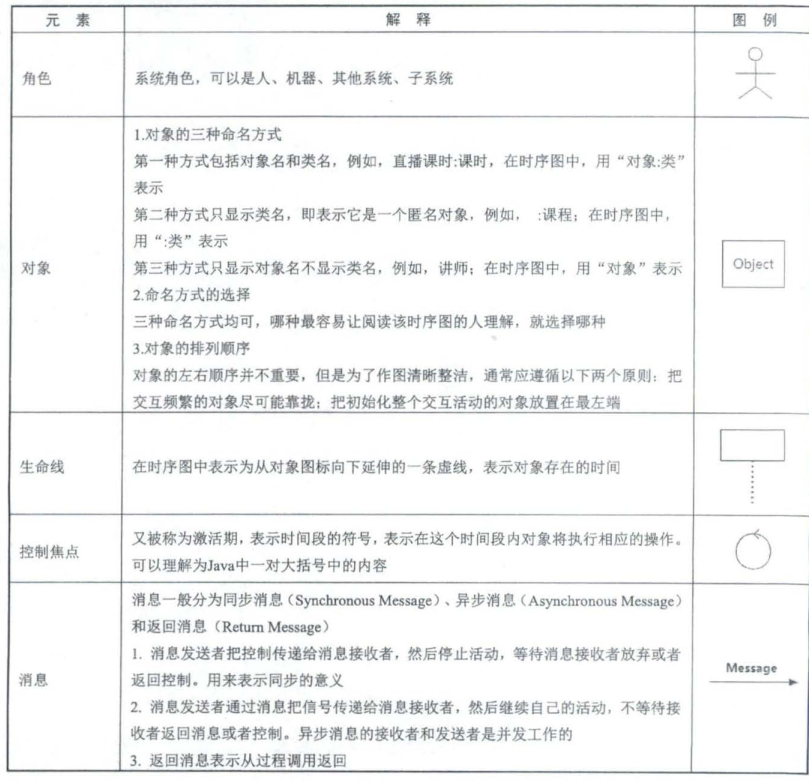 元 素 解 释 图 例
角色 系统角色，可以是人、机器、其他系统、子系统
1.对象的三种命名方式
第一种方式包括对象名和类名，例如，直播课时:课时，在时序图中，用“对象:类”
表示
第二种方式只显示类名，即表示它是一个匿名对象，例如， :课程；在时序图中，
用“:类”表示
对象 第三种方式只显示对象名不显示类名，例如，讲师；在时序图中，用“对象”表示 Object
2.命名方式的选择
三种命名方式均可，哪种最容易让阅读该时序图的人理解，就选择哪种
3.对象的排列顺序
对象的左右顺序并不重要，但是为了作图清晰整洁，通常应遵循以下两个原则：把
交互频繁的对象尽可能靠拢；把初始化整个交互活动的对象放置在最左端
生命线 在时序图中表示为从对象图标向下延伸的一条虚线，表示对象存在的时间
控制焦点 又被称为激活期，表示时间段的符号，表示在这个时间段内对象将执行相应的操作。
可以理解为Java中一对大括号中的内容
消息一般分为同步消息（Synchronous Message）、异步消息（Asynchronous Message）
和返回消息（Return Message）
1. 消息发送者把控制传递给消息接收者，然后停止活动，等待消息接收者放弃或者
消息 返回控制。用来表示同步的意义 Message
2. 消息发送者通过消息把信号传递给消息接收者，然后继续自己的活动，不等待接
收者返回消息或者控制。异步消息的接收者和发送者是并发工作的
3. 返回消息表示从过程调用返回